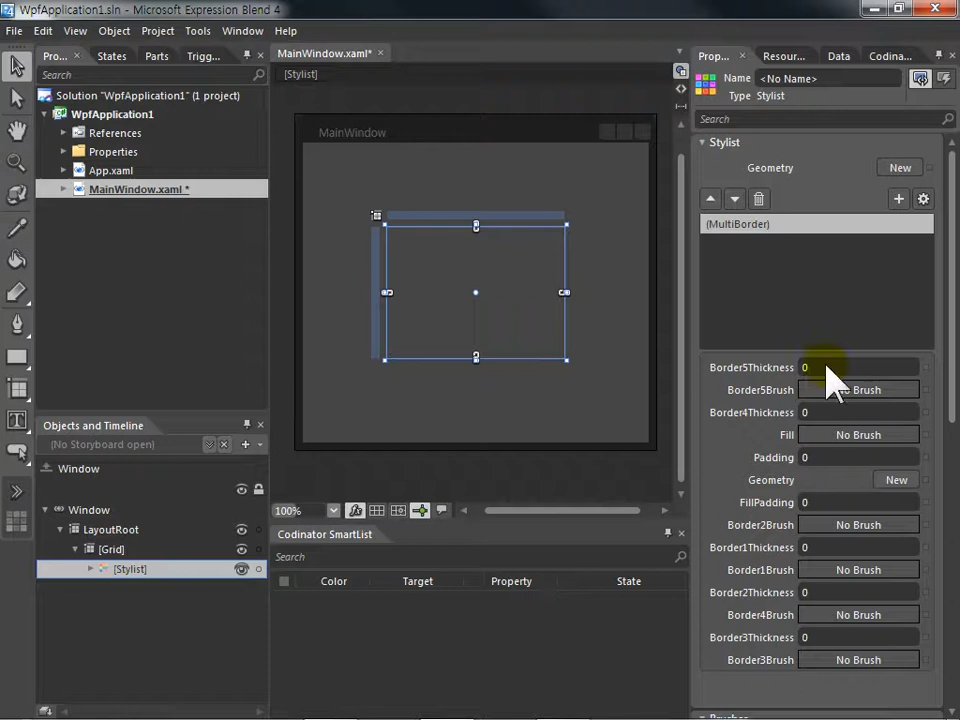 WpfApplication1.sln - Microsoft Expression Blend 4
File Edit View Object Project Tools Window Help
Pro... States Parts Trigg...
Search
Solution "WpfApplication1" (1 project)
WpfApplication1
References
Properties
App.xaml
MainWindow.xaml *
MainWindow.xaml*
[Stylist]
MainWindow
Objects and Timeline
(No Storyboard open)
Window
Window
LayoutRoot
[Grid]
[Stylist]
100%
Codinator SmartList
Search
Color Target Property State
Prop... Resour... Data Codina...
Name <No Name>
Type Stylist
Search
Stylist
Geometry New
(MultiBorder)
Border5Thickness 0
Border5Brush No Brush
Border4Thickness 0
Fill No Brush
Padding 0
Geometry New
FillPadding 0
Border2Brush No Brush
Border1Thickness 0
Border1Brush No Brush
Border2Thickness 0
Border4Brush No Brush
Border3Thickness 0
Border3Brush No Brush
Brushes